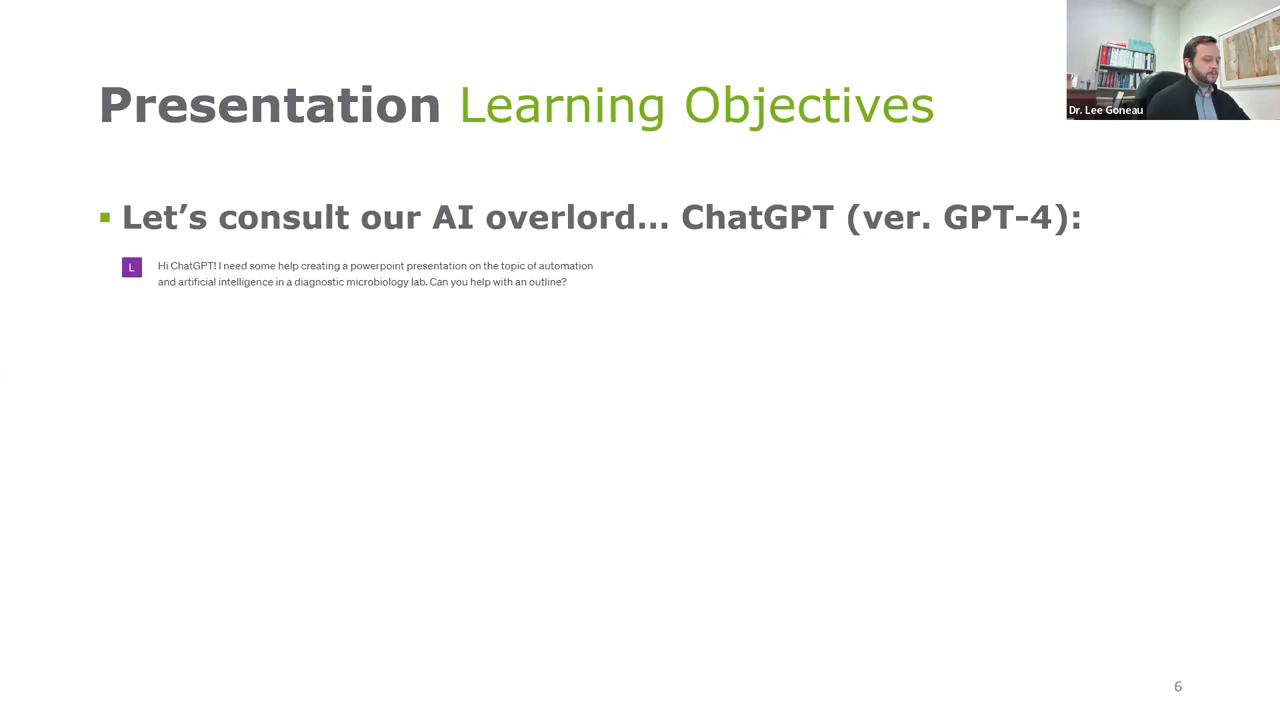 Presentation Learning Objectives
Dr. Lee Goneau
Let’s consult our AI overlord... ChatGPT (ver. GPT-4):
L
Hi ChatGPT! I need some help creating a powerpoint presentation on the topic of automation
and artificial intelligence in a diagnostic microbiology lab. Can you help with an outline?
6